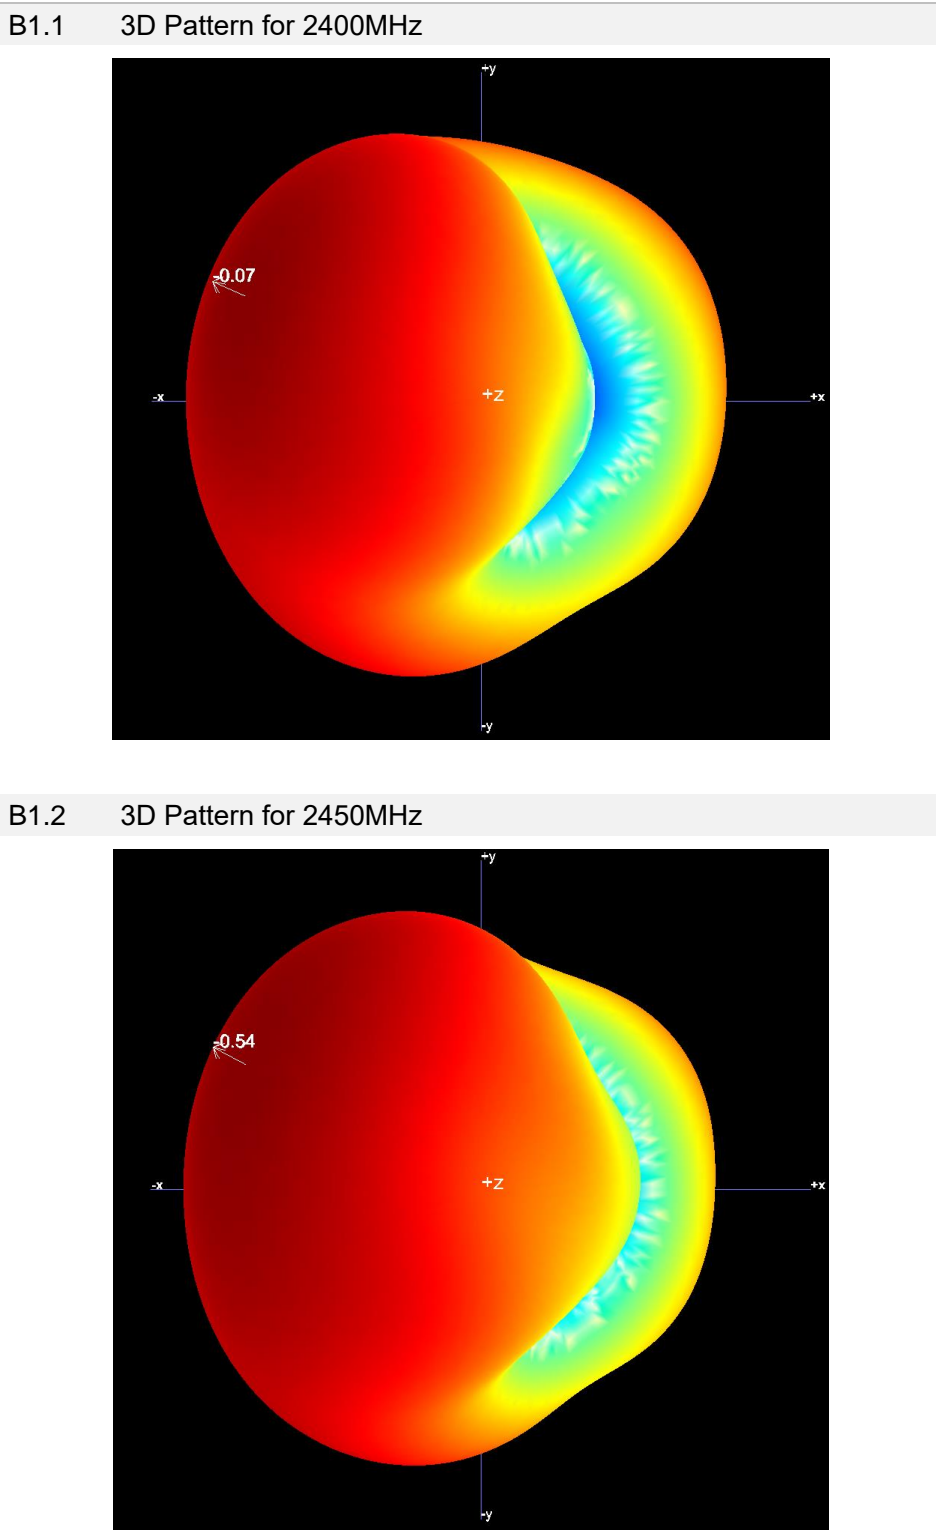 B1.1 3D Pattern for 2400MHz
+y
-0.07
-x +z +x
-y
B1.2 3D Pattern for 2450MHz
+y
-0.54
-x +z +x
-y